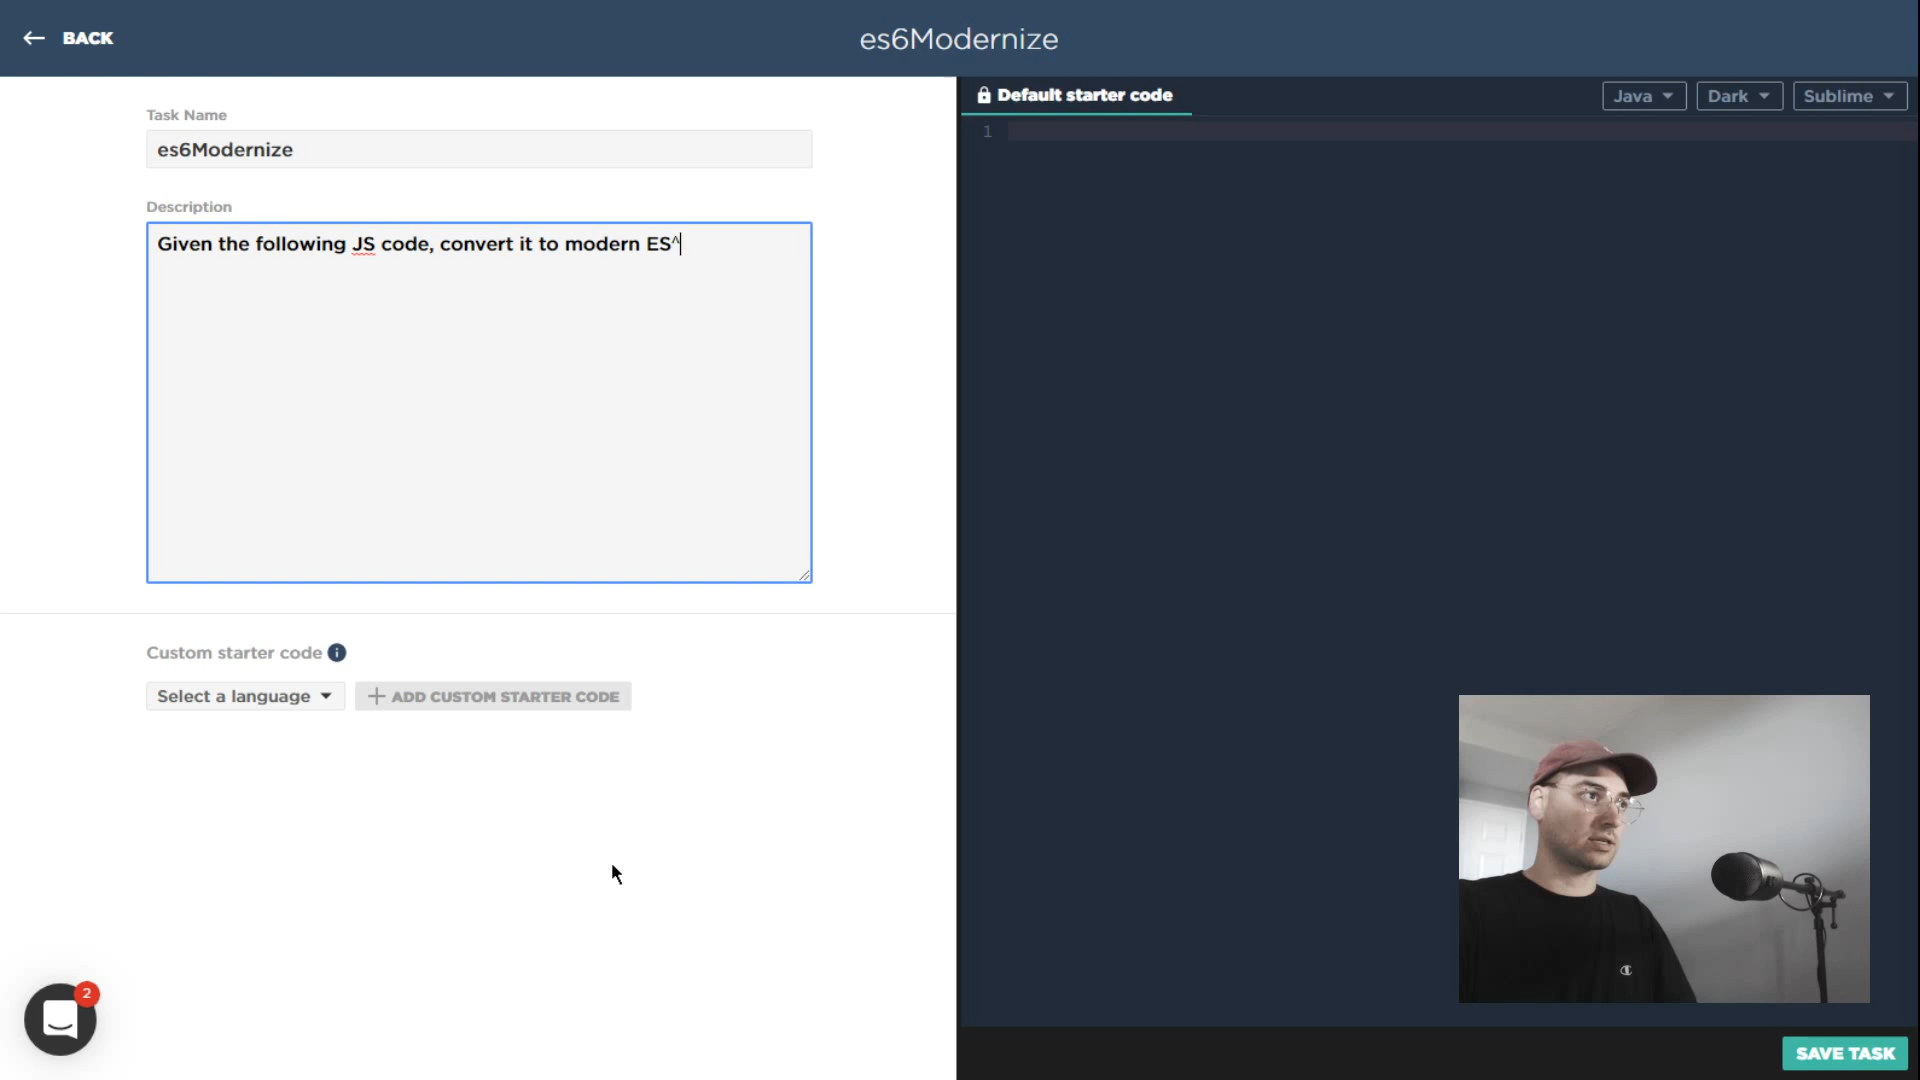 BACK
es6Modernize
Task Name
es6Modernize
Description
Given the following JS code, convert it to modern ES^
Custom starter code
Select a language
ADD CUSTOM STARTER CODE
2
Default starter code
Java
Dark
Sublime
1
SAVE TASK